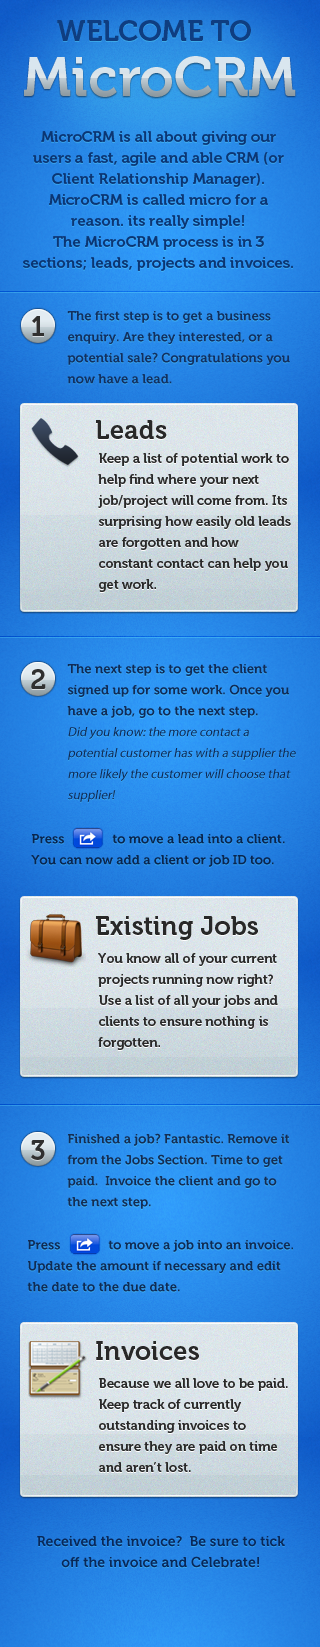 WELCOME TO
MicroCRM
MicroCRM is all about giving our
users a fast, agile and able CRM (or
Client Relationship Manager).
MicroCRM is called micro for a
reason. its really simple!
The MicroCRM process is in 3
sections; leads, projects and invoices.
1
The first step is to get a business
enquiry. Are they interested, or a
potential sale? Congratulations you
now have a lead.
Leads
Keep a list of potential work to
help find where your next
job/project will come from. Its
surprising how easily old leads
are forgotten and how
constant contact can help you
get work.
2
The next step is to get the client
signed up for some work. Once you
have a job, go to the next step.
Did you know: the more contact a
potential customer has with a supplier the
more likely the customer will choose that
supplier!
Press to move a lead into a client.
You can now add a client or job ID too.
Existing Jobs
You know all of your current
projects running now right?
Use a list of all your jobs and
clients to ensure nothing is
forgotten.
3
Finished a job? Fantastic. Remove it
from the Jobs Section. Time to get
paid.  Invoice the client and go to
the next step.
Press to move a job into an invoice.
Update the amount if necessary and edit
the date to the due date.
Invoices
Because we all love to be paid.
Keep track of currently
outstanding invoices to
ensure they are paid on time
and aren't lost.
Received the invoice?  Be sure to tick
off the invoice and Celebrate!